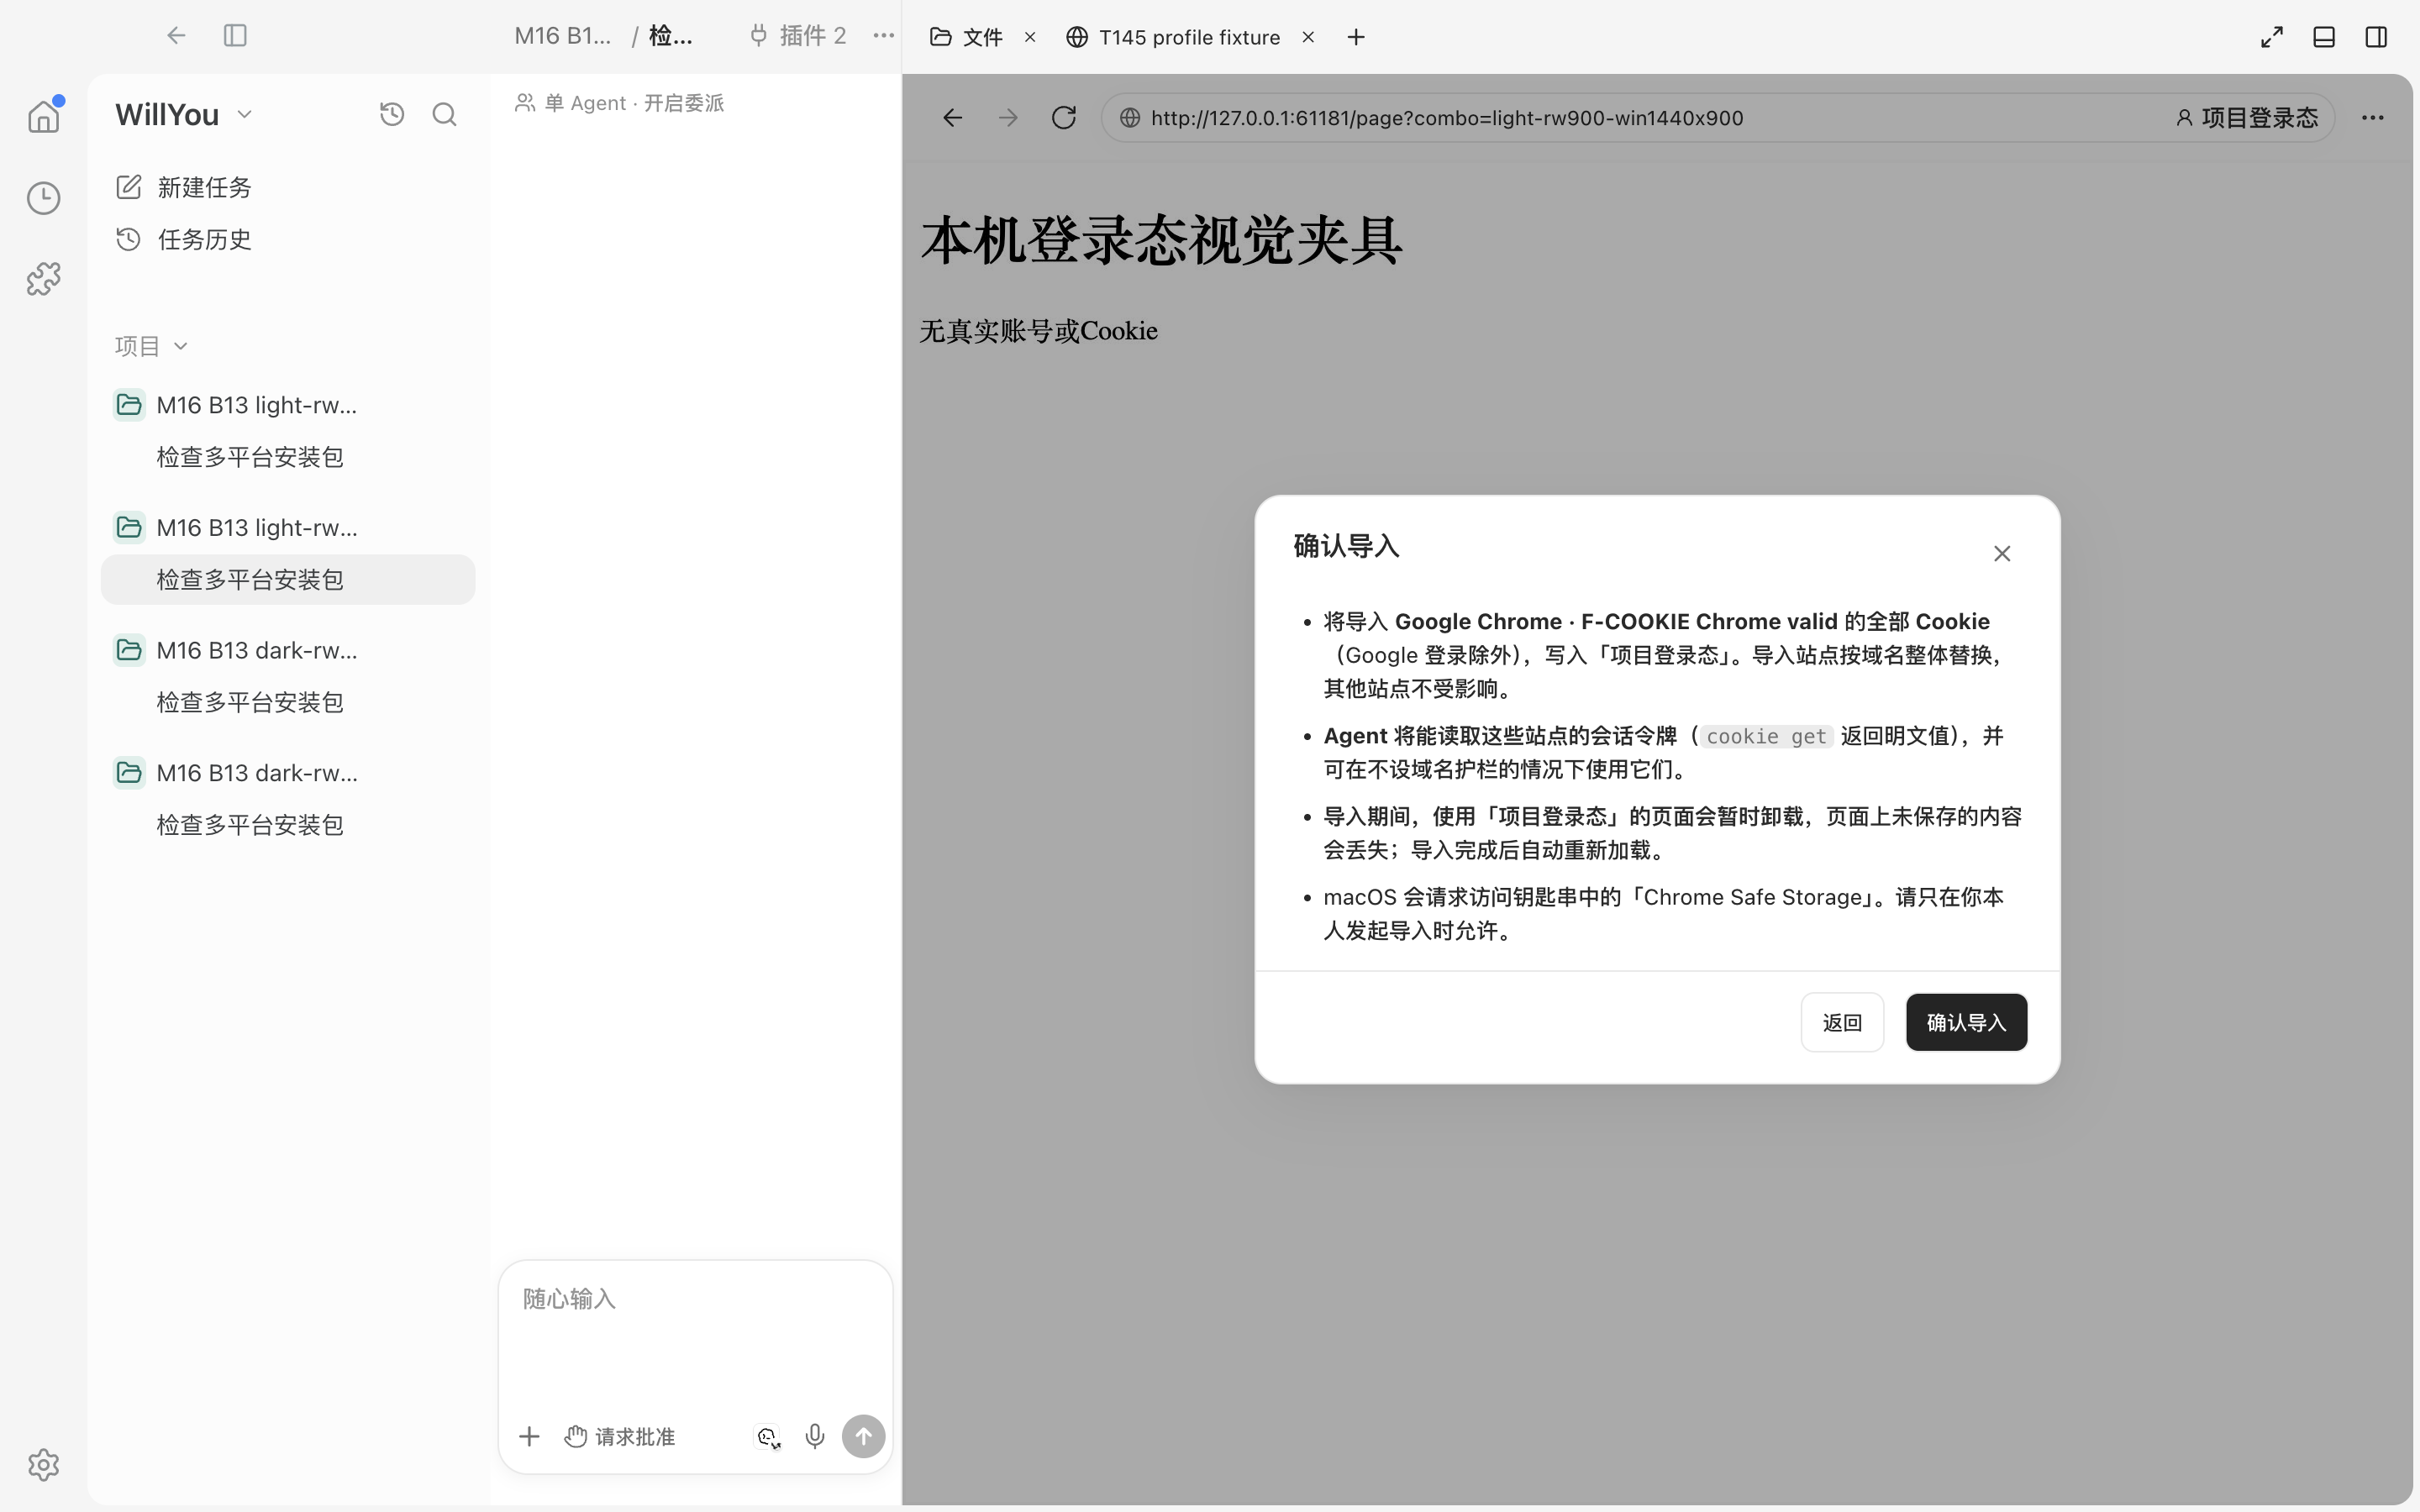 M16 B1... / 检...
插件 2
文件
T145 profile fixture
WillYou
新建任务
任务历史
项目
M16 B13 light-rw...
检查多平台安装包
M16 B13 light-rw...
检查多平台安装包
M16 B13 dark-rw...
检查多平台安装包
M16 B13 dark-rw...
检查多平台安装包
单 Agent · 开启委派
随心输入
请求批准
http://127.0.0.1:61181/page?combo=light-rw900-win1440x900
项目登录态
本机登录态视觉夹具
无真实账号或Cookie
确认导入
• 将导入 Google Chrome · F-COOKIE Chrome valid 的全部 Cookie
（Google 登录除外），写入「项目登录态」。导入站点按域名整体替换，
其他站点不受影响。
• Agent 将能读取这些站点的会话令牌（cookie get 返回明文值），并
可在不设域名护栏的情况下使用它们。
• 导入期间，使用「项目登录态」的页面会暂时卸载，页面上未保存的内容
会丢失；导入完成后自动重新加载。
• macOS 会请求访问钥匙串中的「Chrome Safe Storage」。请只在你本
人发起导入时允许。
返回
确认导入